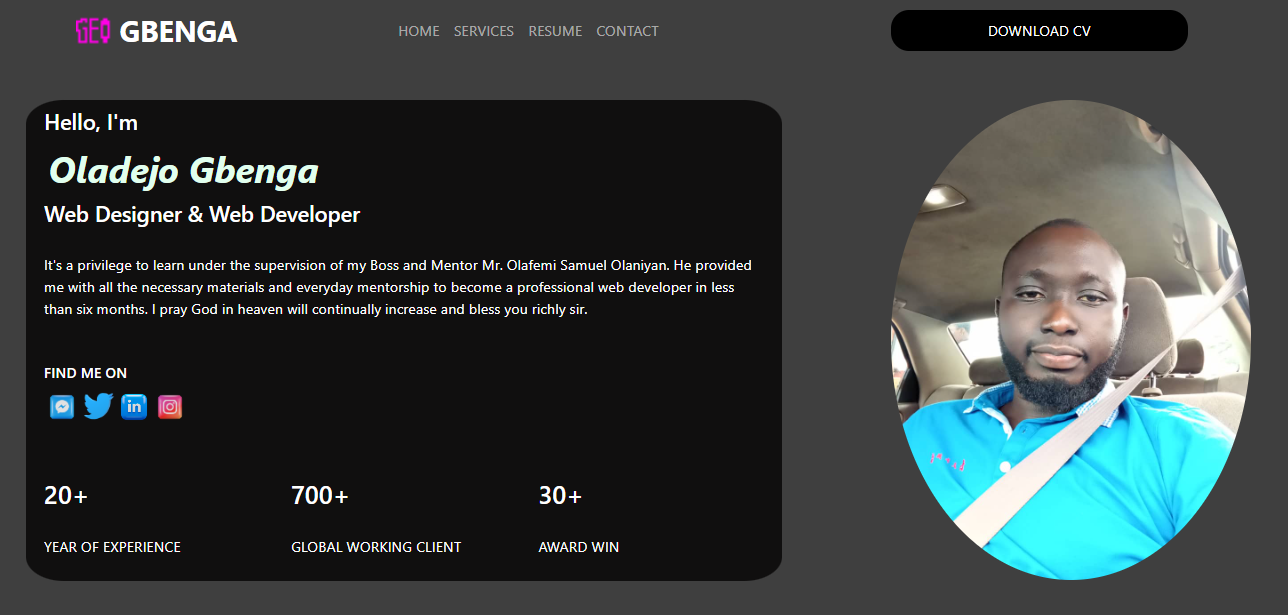 GEO GBENGA
HOME SERVICES RESUME CONTACT
DOWNLOAD CV
Hello, I'm
Oladejo Gbenga
Web Designer & Web Developer
It's a privilege to learn under the supervision of my Boss and Mentor Mr. Olafemi Samuel Olaniyan. He provided
me with all the necessary materials and everyday mentorship to become a professional web developer in less
than six months. I pray God in heaven will continually increase and bless you richly sir.
FIND ME ON
in
20+ 700+ 30+
YEAR OF EXPERIENCE GLOBAL WORKING CLIENT AWARD WIN